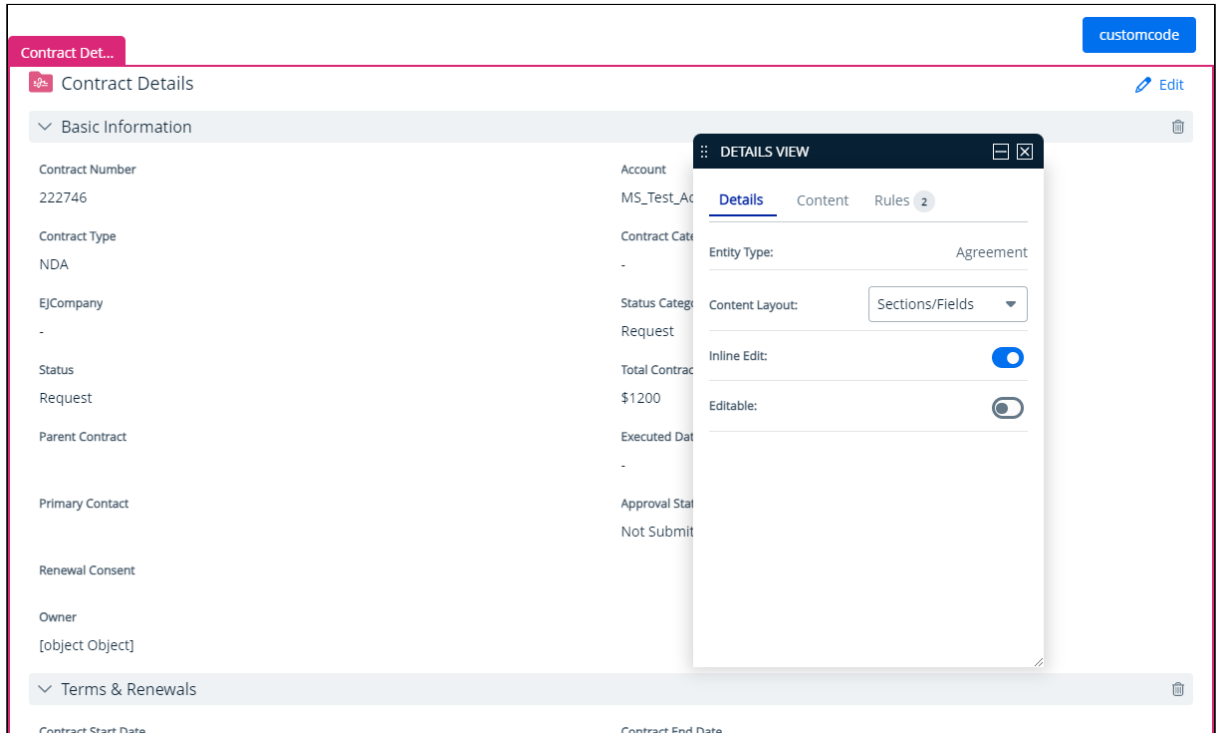 customcode
Contract Det...
Contract Details
Edit
Basic Information
Contract Number
222746
Account
MS_Test_Ac
Contract Type
NDA
Contract Cate
-
EJCompany
-
Status Catego
Request
Status
Request
Total Contrac
$1200
Parent Contract
Executed Dat
-
Primary Contact
Approval Stat
Not Submit
Renewal Consent
Owner
[object Object]
DETAILS VIEW
Details Content Rules 2
Entity Type: Agreement
Content Layout: Sections/Fields
Inline Edit:
Editable:
Terms & Renewals
Contract Start Date
Contract End Date